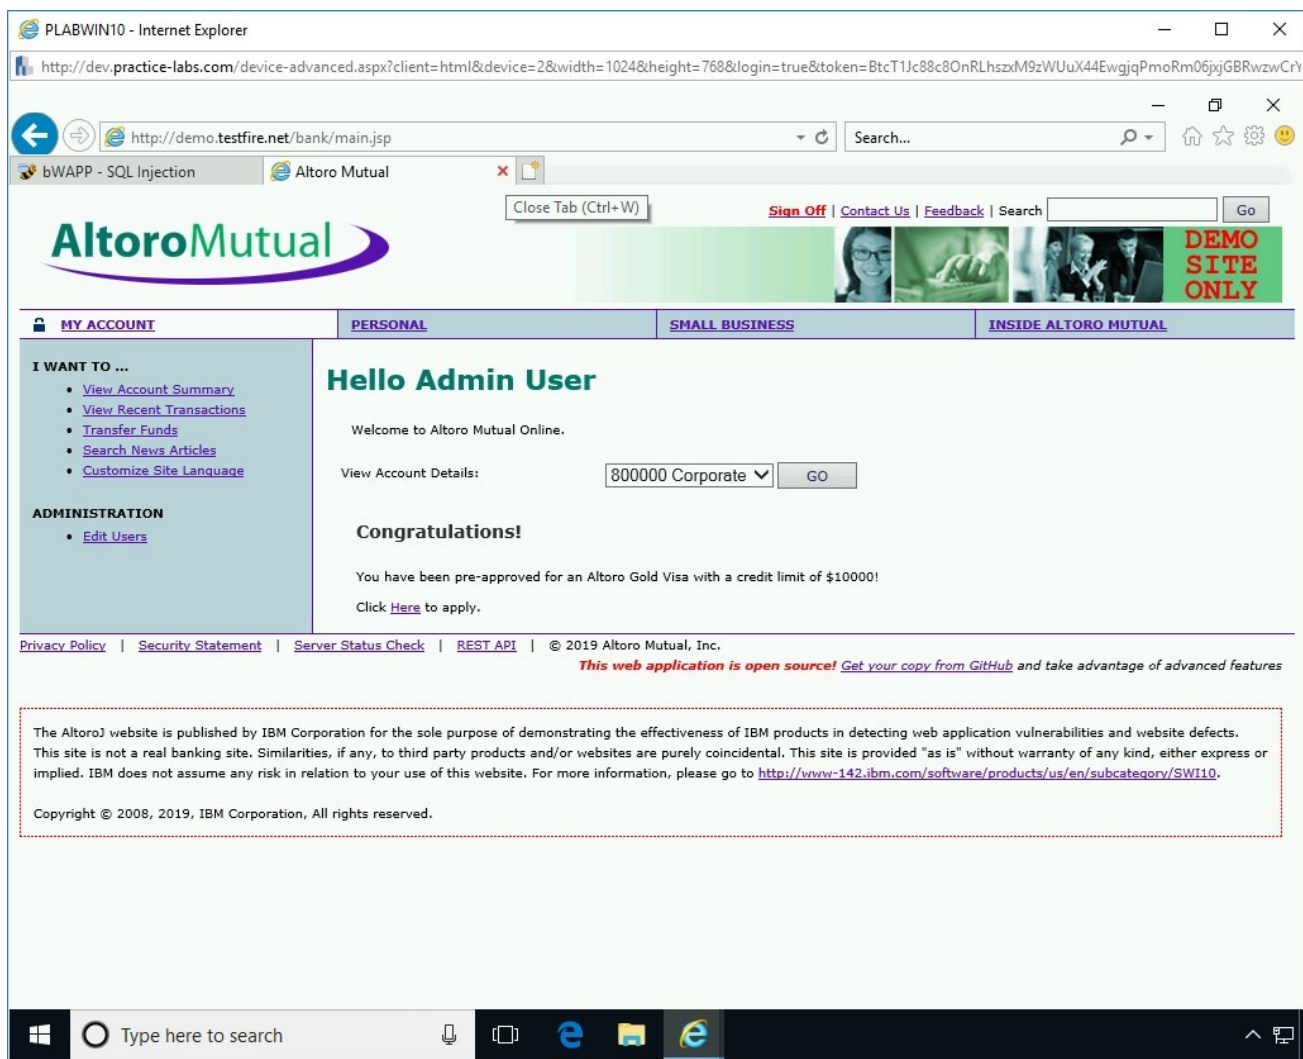 PLABWIN10 - Internet Explorer
http://dev.practice-labs.com/device-advanced.aspx?client=html&device=2&width=1024&height=768&login=true&token=BtcT1Jc88c8OnRLhszxM9zWUuX44EwgjqPmoRm06jxjGBRwzwCrY
http://demo.testfire.net/bank/main.jsp
Search...
bWAPP - SQL Injection
Altoro Mutual
Close Tab (Ctrl+W)
Sign Off | Contact Us | Feedback | Search
Go
AltoroMutual
DEMO
SITE
ONLY
MY ACCOUNT
PERSONAL
SMALL BUSINESS
INSIDE ALTORO MUTUAL
I WANT TO ...
• View Account Summary
• View Recent Transactions
• Transfer Funds
• Search News Articles
• Customize Site Language
ADMINISTRATION
• Edit Users
Hello Admin User
Welcome to Altoro Mutual Online.
View Account Details:
800000 Corporate
GO
Congratulations!
You have been pre-approved for an Altoro Gold Visa with a credit limit of $10000!
Click Here to apply.
Privacy Policy | Security Statement | Server Status Check | REST API | © 2019 Altoro Mutual, Inc.
This web application is open source! Get your copy from GitHub and take advantage of advanced features
The AltoroJ website is published by IBM Corporation for the sole purpose of demonstrating the effectiveness of IBM products in detecting web application vulnerabilities and website defects.
This site is not a real banking site. Similarities, if any, to third party products and/or websites are purely coincidental. This site is provided "as is" without warranty of any kind, either express or
implied. IBM does not assume any risk in relation to your use of this website. For more information, please go to http://www-142.ibm.com/software/products/us/en/subcategory/SWI10.
Copyright © 2008, 2019, IBM Corporation, All rights reserved.
Type here to search